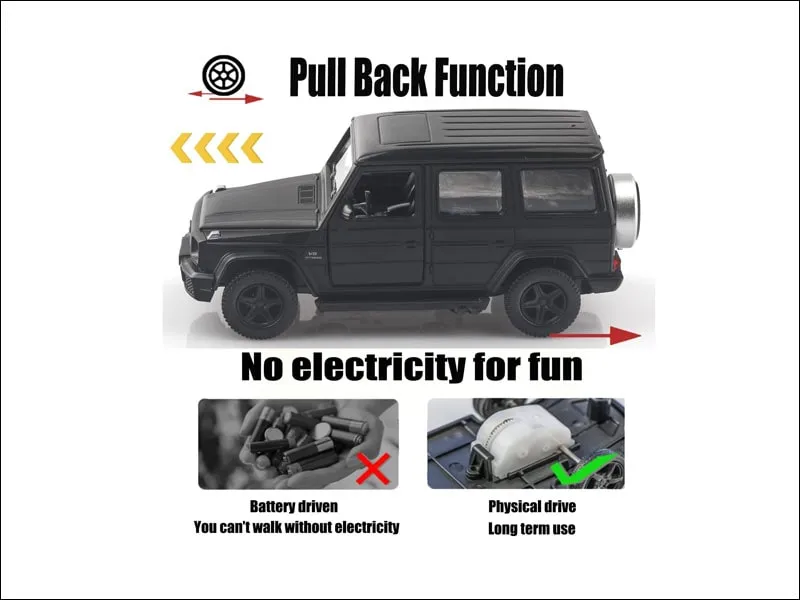 Pull Back Function
No electricity for fun
Battery driven
You can't walk without electricity
Physical drive
Long term use